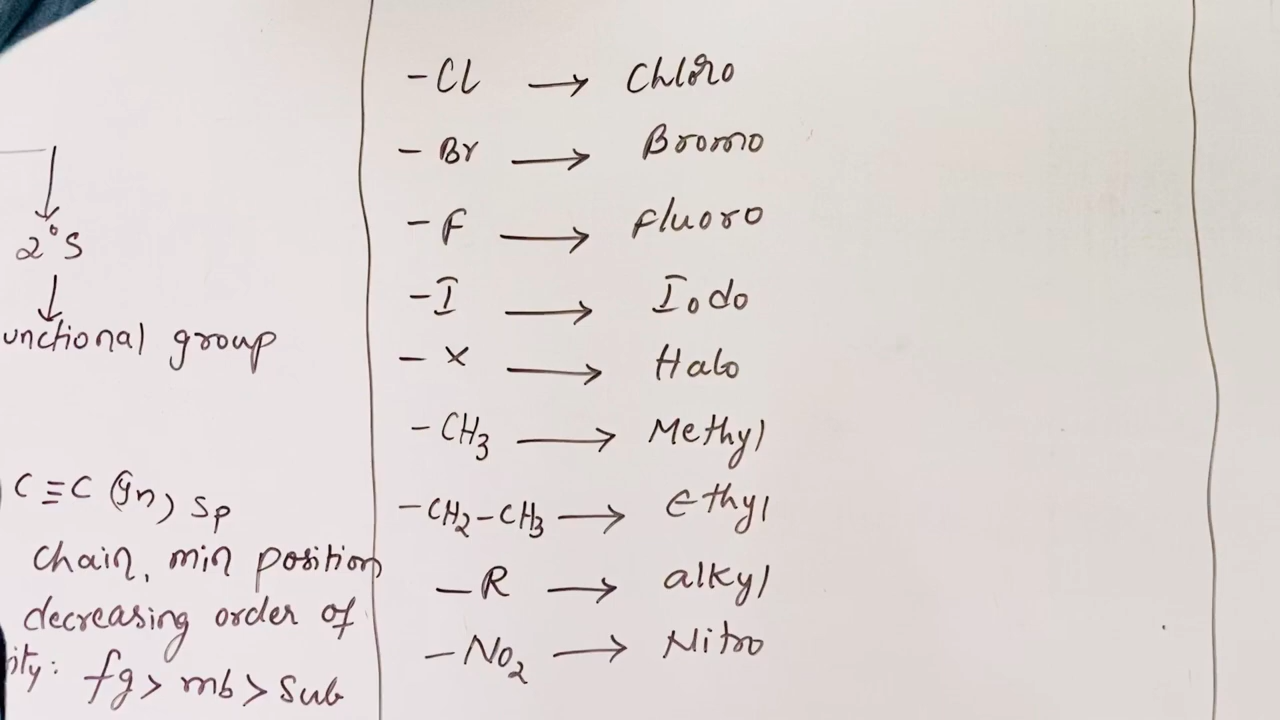 2°S
unctional group
C≡C (yn) Sp
chain, min position
decreasing order of
ity: fg > mb > Sub
-Cl → Chloro
-Br → Bromo
-F → fluoro
-I → Iodo
-X → Halo
-CH₃ → Methyl
-CH₂-CH₃ → Ethyl
-R → alkyl
-NO₂ → Nitro